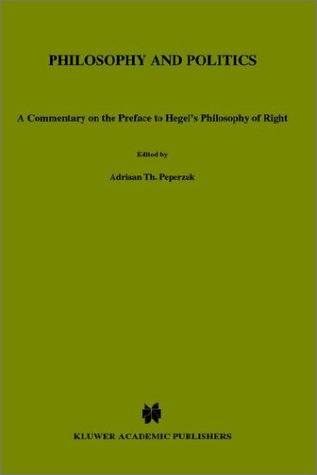 PHILOSOPHY AND POLITICS
A Commentary on the Preface to Hegel's Philosophy of Right
Edited by
Adriaan Th. Peperzak
KLUWER ACADEMIC PUBLISHERS